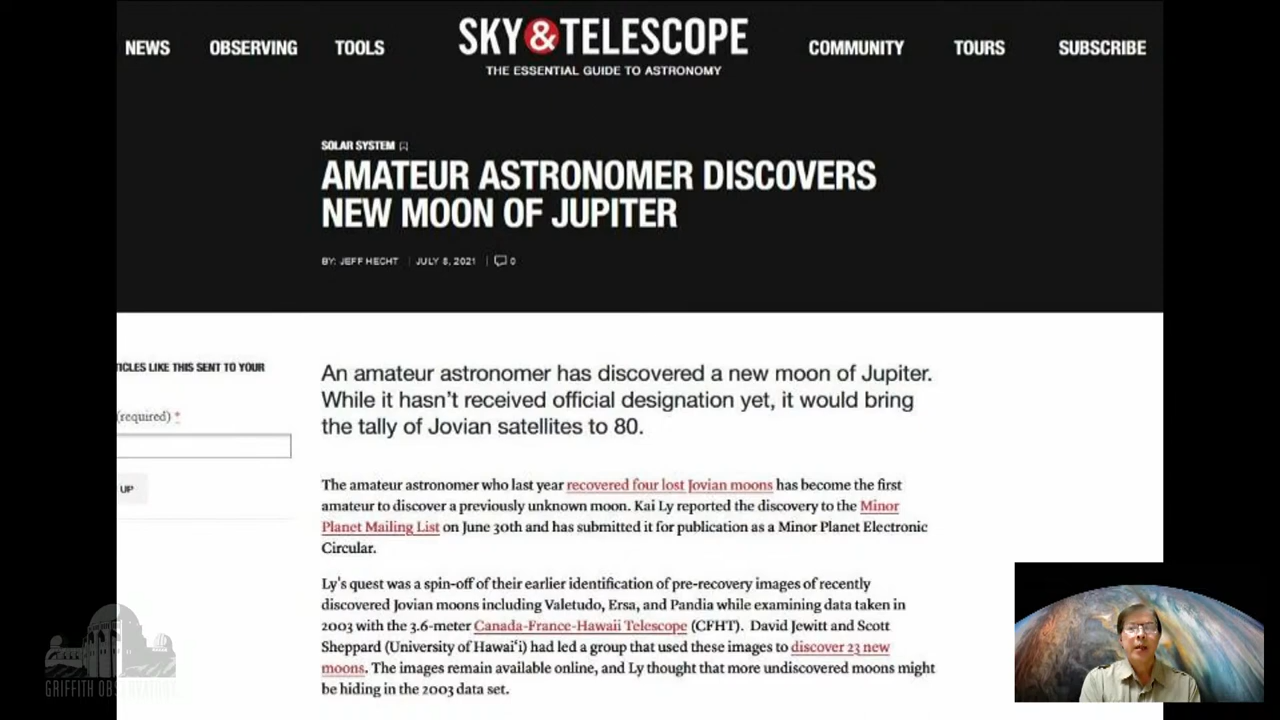 NEWS OBSERVING TOOLS SKY&TELESCOPE COMMUNITY TOURS SUBSCRIBE
THE ESSENTIAL GUIDE TO ASTRONOMY
SOLAR SYSTEM
AMATEUR ASTRONOMER DISCOVERS
NEW MOON OF JUPITER
BY: JEFF HECHT | JULY 8, 2021 | 0
TICLES LIKE THIS SENT TO YOUR
(required) *
UP
An amateur astronomer has discovered a new moon of Jupiter.
While it hasn't received official designation yet, it would bring
the tally of Jovian satellites to 80.
The amateur astronomer who last year recovered four lost Jovian moons has become the first
amateur to discover a previously unknown moon. Kai Ly reported the discovery to the Minor
Planet Mailing List on June 30th and has submitted it for publication as a Minor Planet Electronic
Circular.
Ly's quest was a spin-off of their earlier identification of pre-recovery images of recently
discovered Jovian moons including Valetudo, Ersa, and Pandia while examining data taken in
2003 with the 3.6-meter Canada-France-Hawaii Telescope (CFHT). David Jewitt and Scott
Sheppard (University of Hawai'i) had led a group that used these images to discover 23 new
moons. The images remain available online, and Ly thought that more undiscovered moons might
be hiding in the 2003 data set.
GRIFFITH OBSERVATORY